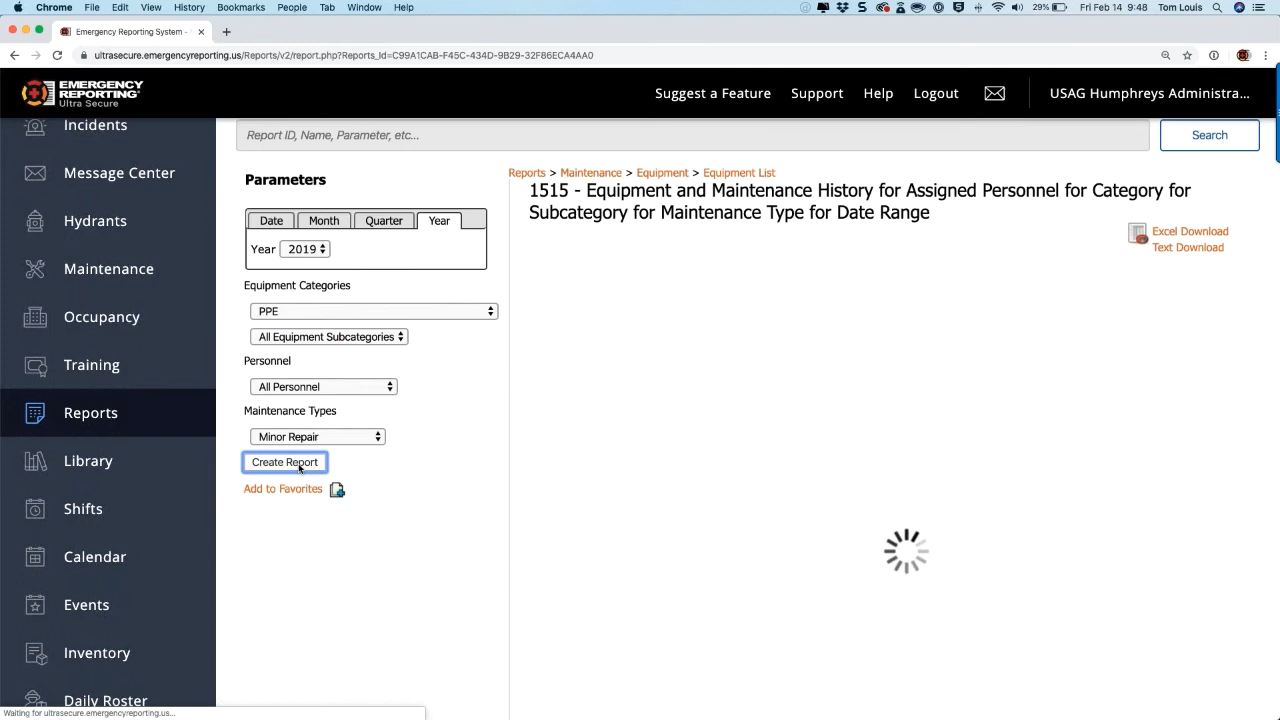 Chrome File Edit View History Bookmarks People Tab Window Help 29% Fri Feb 14 9:48 Tom Louis
Emergency Reporting System -
ultrasecure.emergencyreporting.us/Reports/v2/report.php?Reports_Id=C99A1CAB-F45C-434D-9B29-32F86ECA4AA0
EMERGENCY
REPORTING
Ultra Secure
Suggest a Feature Support Help Logout USAG Humphreys Administra...
Incidents
Message Center
Hydrants
Maintenance
Occupancy
Training
Reports
Library
Shifts
Calendar
Events
Inventory
Daily Roster
Report ID, Name, Parameter, etc... Search
Parameters
Date Month Quarter Year
Year 2019
Equipment Categories
PPE
All Equipment Subcategories
Personnel
All Personnel
Maintenance Types
Minor Repair
Create Report
Add to Favorites
Reports > Maintenance > Equipment > Equipment List
1515 - Equipment and Maintenance History for Assigned Personnel for Category for
Subcategory for Maintenance Type for Date Range
Excel Download
Text Download
Waiting for ultrasecure.emergencyreporting.us...